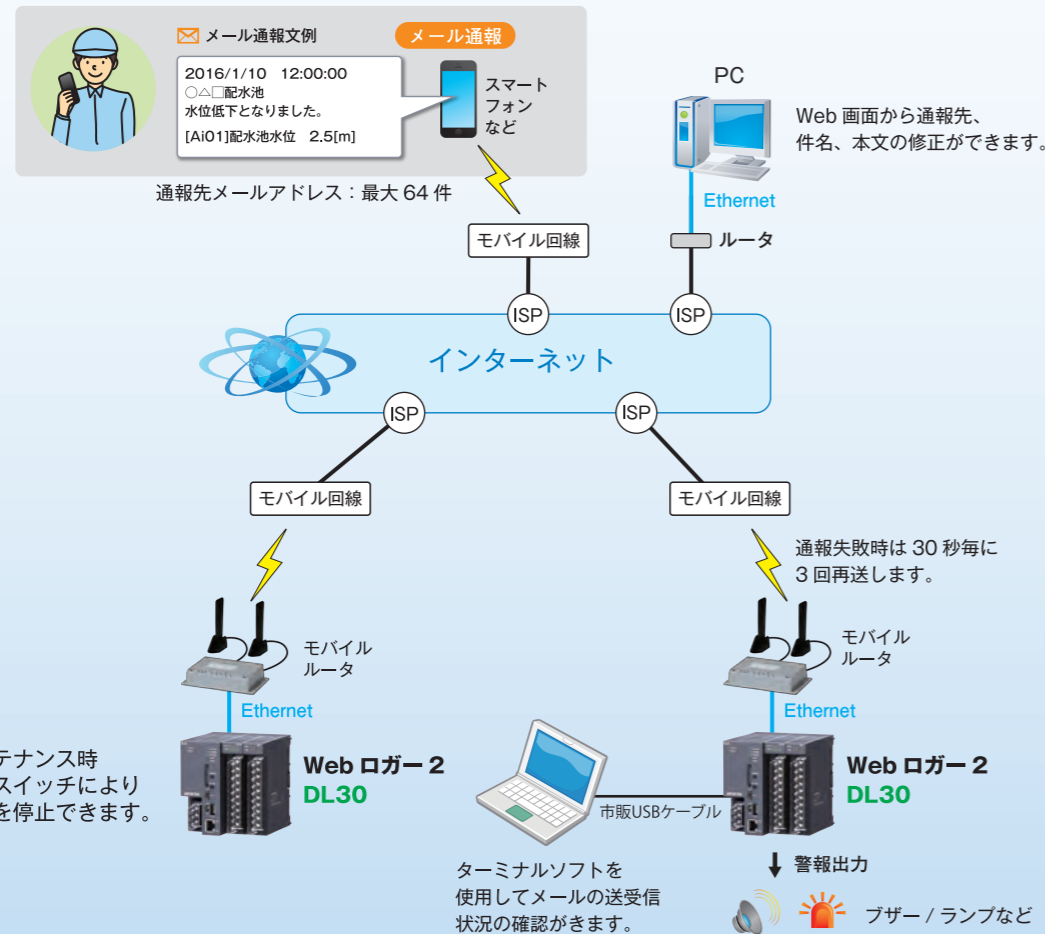 メール通報文例
メール通報
2016/1/10 12:00:00
○△□配水池
水位低下となりました。
[Ai01]配水池水位 2.5[m]
スマート
フォン
など
通報先メールアドレス：最大 64 件
PC
Web 画面から通報先、
件名、本文の修正ができます。
Ethernet
ルータ
モバイル回線
ISP
ISP
インターネット
ISP
ISP
モバイル回線
モバイル回線
通報失敗時は 30 秒毎に
3 回再送します。
モバイル
ルータ
モバイル
ルータ
Ethernet
Ethernet
テナンス時
スイッチにより
を停止できます。
Web ロガー 2
DL30
市販USBケーブル
Web ロガー 2
DL30
ターミナルソフトを
使用してメールの送受信
状況の確認がきます。
警報出力
ブザー / ランプなど